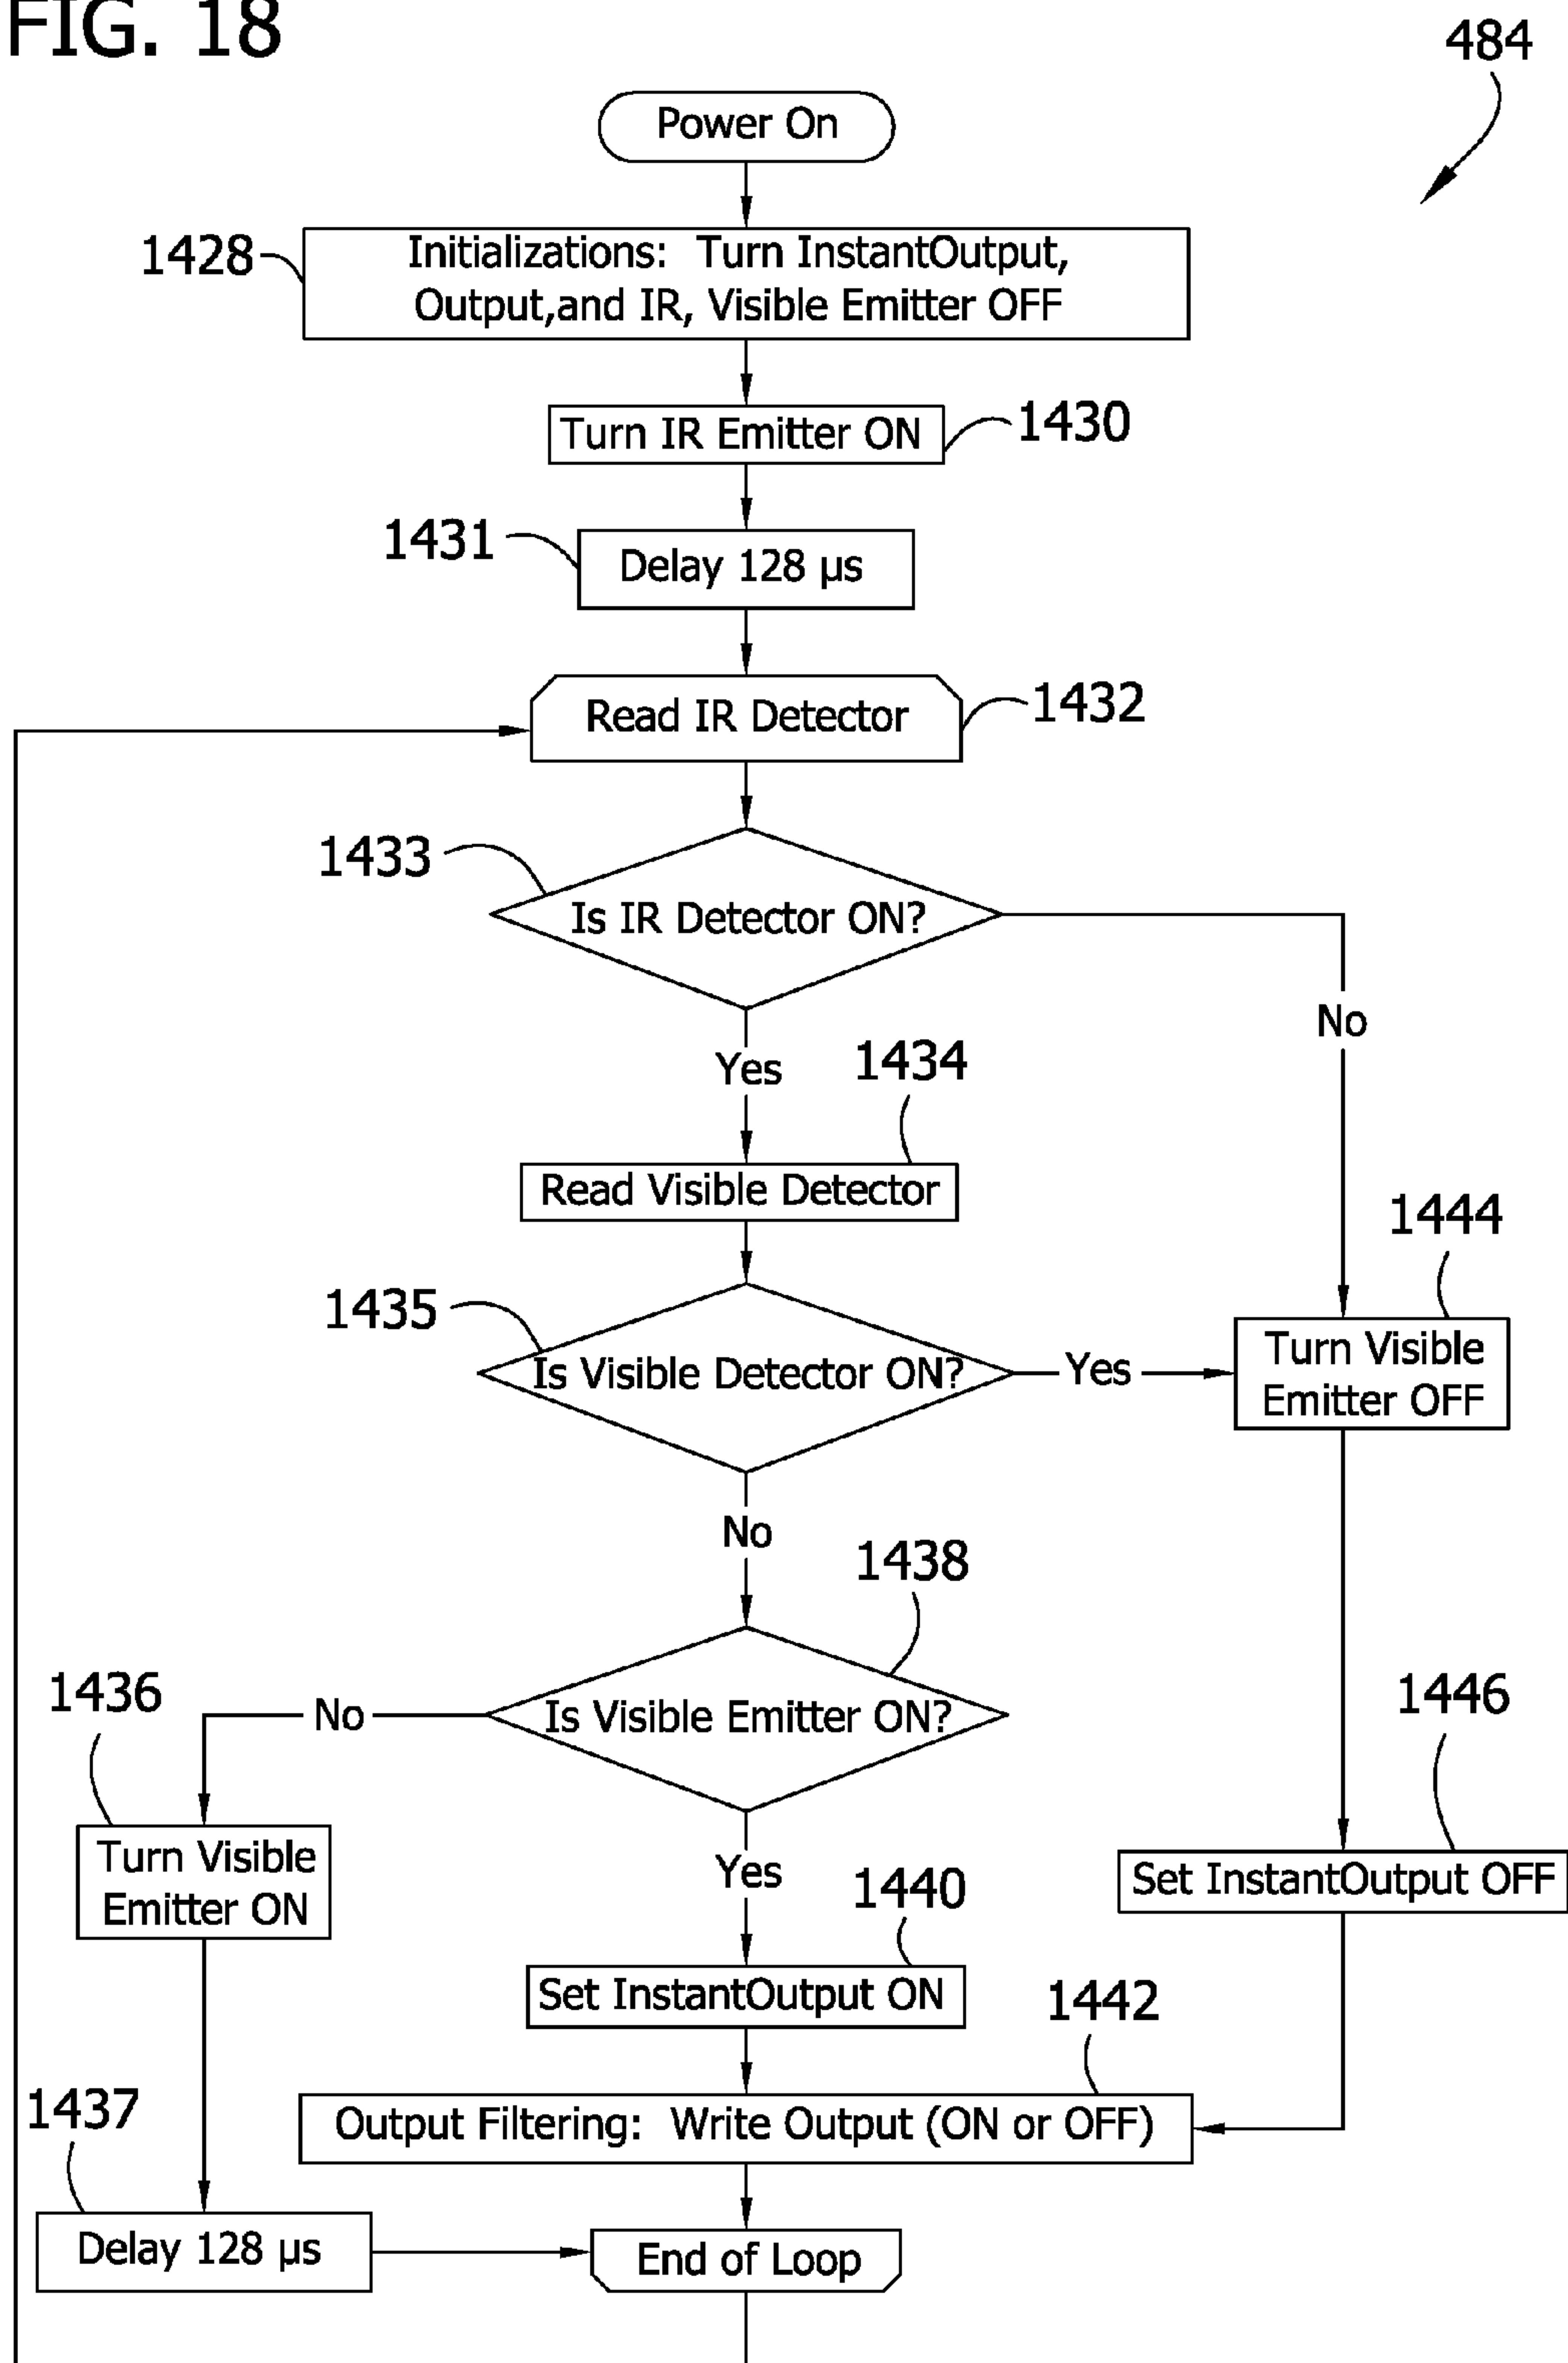 FIG. 18
484
Power On
1428
Initializations: Turn InstantOutput,
Output,and IR, Visible Emitter OFF
Turn IR Emitter ON
1430
1431
Delay 128 µs
Read IR Detector
1432
1433
Is IR Detector ON?
No
Yes
1434
Read Visible Detector
1444
1435
Is Visible Detector ON?
Yes
Turn Visible
Emitter OFF
No
1438
1436
No
Is Visible Emitter ON?
1446
Turn Visible
Emitter ON
Yes
1440
Set InstantOutput OFF
Set InstantOutput ON
1442
1437
Output Filtering: Write Output (ON or OFF)
Delay 128 µs
End of Loop